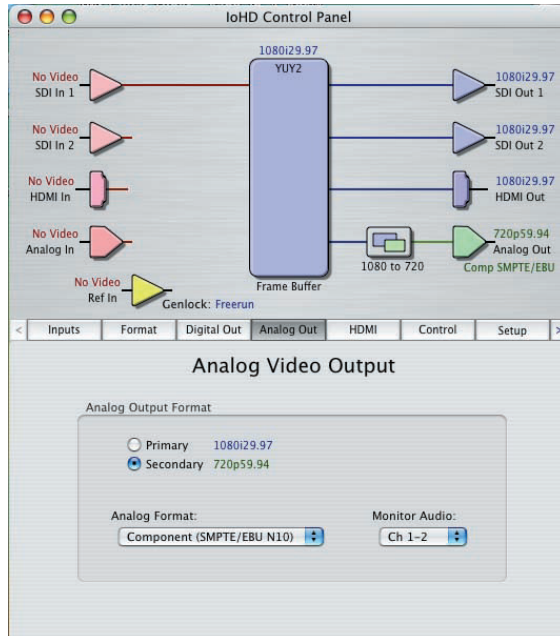 IoHD Control Panel
1080i29.97
YUY2
No Video
SDI In 1
1080i29.97
SDI Out 1
No Video
SDI In 2
1080i29.97
SDI Out 2
No Video
HDMI In
1080i29.97
HDMI Out
No Video
Analog In
720p59.94
Analog Out
1080 to 720
Comp SMPTE/EBU
No Video
Ref In
Genlock: Freerun
Frame Buffer
< Inputs Format Digital Out Analog Out HDMI Control Setup >
Analog Video Output
Analog Output Format
Primary 1080i29.97
Secondary 720p59.94
Analog Format: Monitor Audio:
Component (SMPTE/EBU N10) Ch 1-2